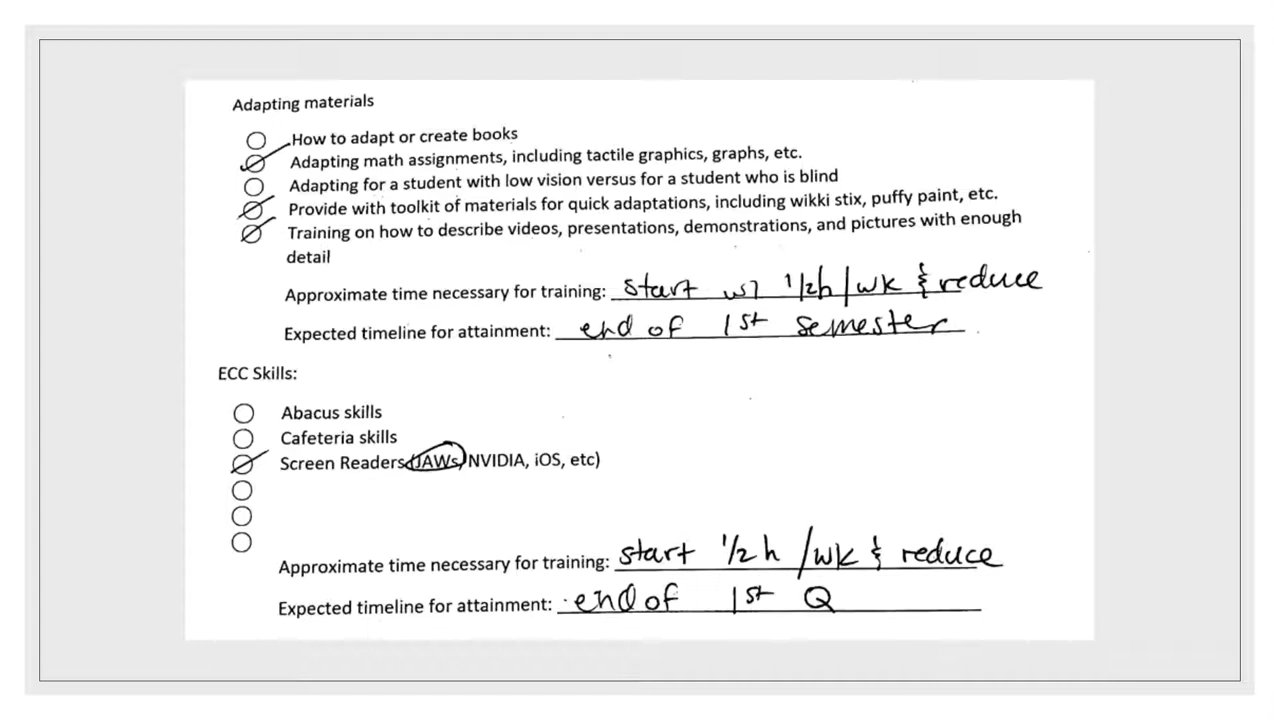 Adapting materials
How to adapt or create books
Adapting math assignments, including tactile graphics, graphs, etc.
Adapting for a student with low vision versus for a student who is blind
Provide with toolkit of materials for quick adaptations, including wikki stix, puffy paint, etc.
Training on how to describe videos, presentations, demonstrations, and pictures with enough
detail
Approximate time necessary for training: start w/ 1/2h/wk & reduce
Expected timeline for attainment: end of 1st semester
ECC Skills:
Abacus skills
Cafeteria skills
Screen Readers (JAWs, NVIDIA, iOS, etc)
Approximate time necessary for training: start 1/2 h /wk & reduce
Expected timeline for attainment: end of 1st Q